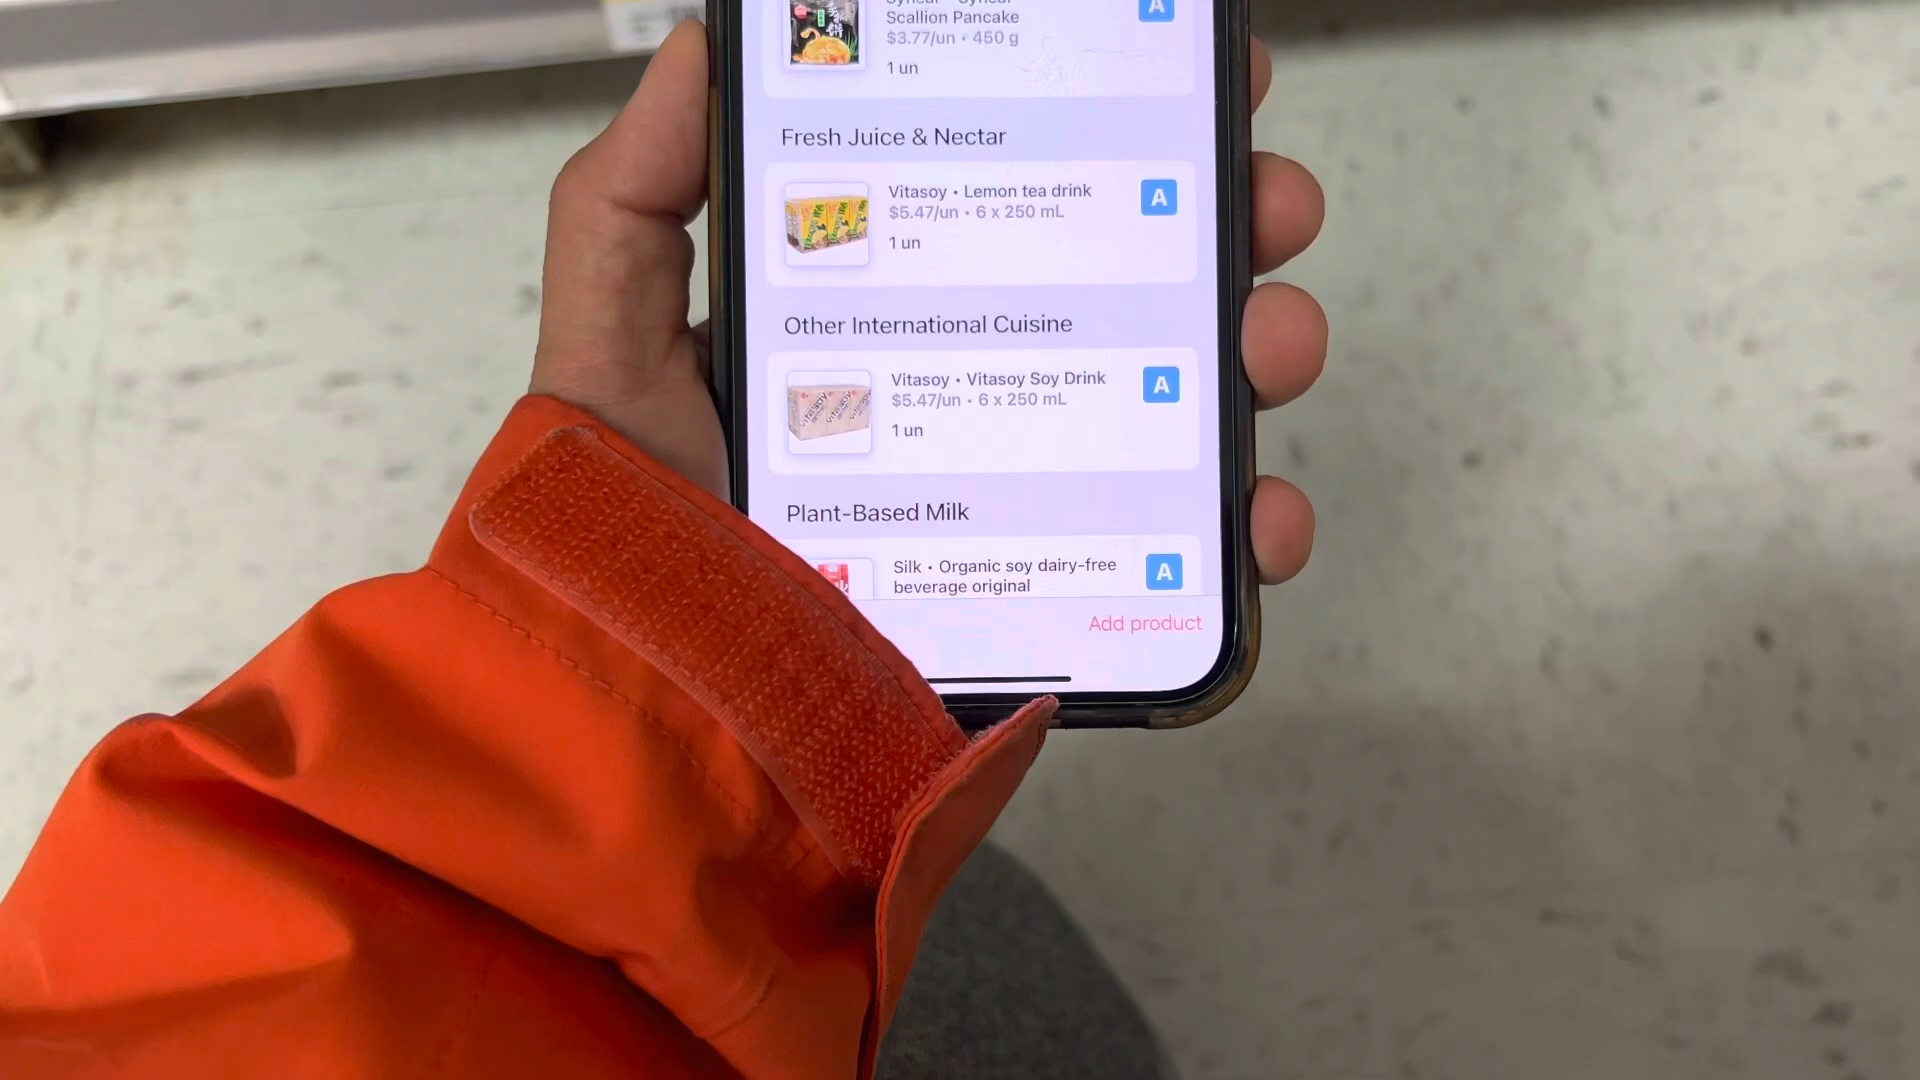 Scallion Pancake
$3.77/un • 450 g
1 un
A
Fresh Juice & Nectar
Vitasoy • Lemon tea drink
$5.47/un • 6 x 250 mL
1 un
A
Other International Cuisine
Vitasoy • Vitasoy Soy Drink
$5.47/un • 6 x 250 mL
1 un
A
Plant-Based Milk
Silk • Organic soy dairy-free
beverage original
A
Add product